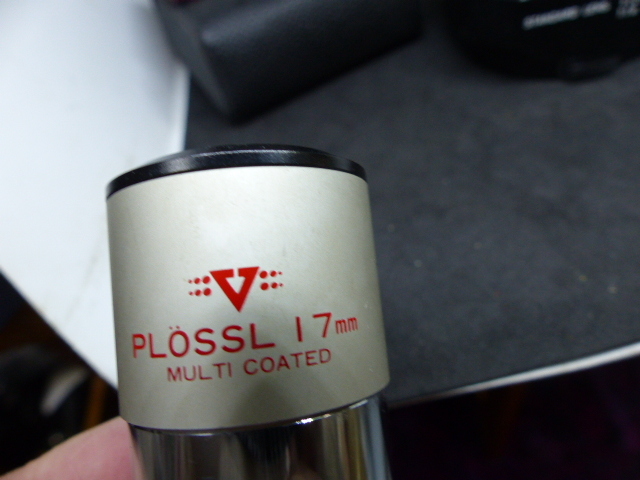 V
PLÖSSL 17mm
MULTI COATED